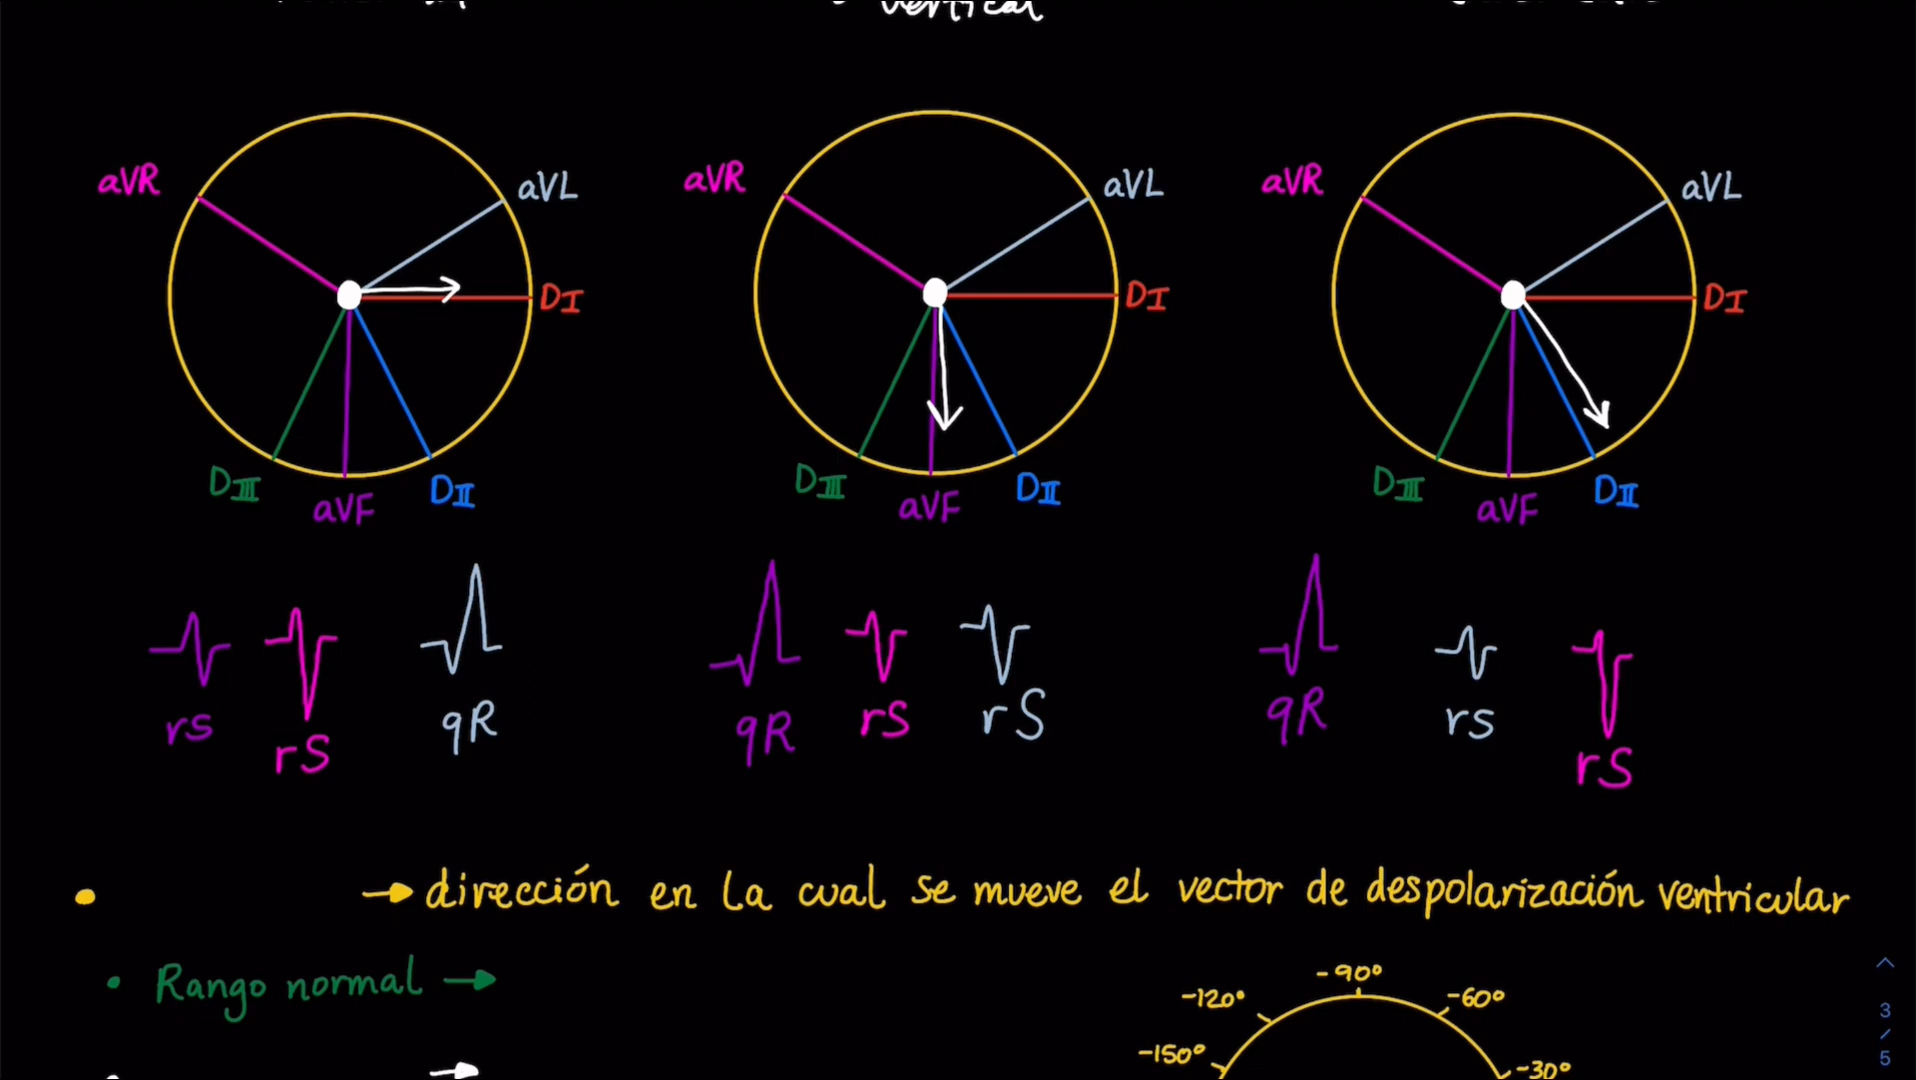 vertical
aVR aVL DI DIII aVF DII
aVR aVL DI DIII aVF DII
aVR aVL DI DIII aVF DII
rs rS qR
qR rS rS
qR rs rS
• → dirección en la cual se mueve el vector de despolarización ventricular
• Rango normal →
→
-90°
-120° -60°
-150° -30°
3
/
5